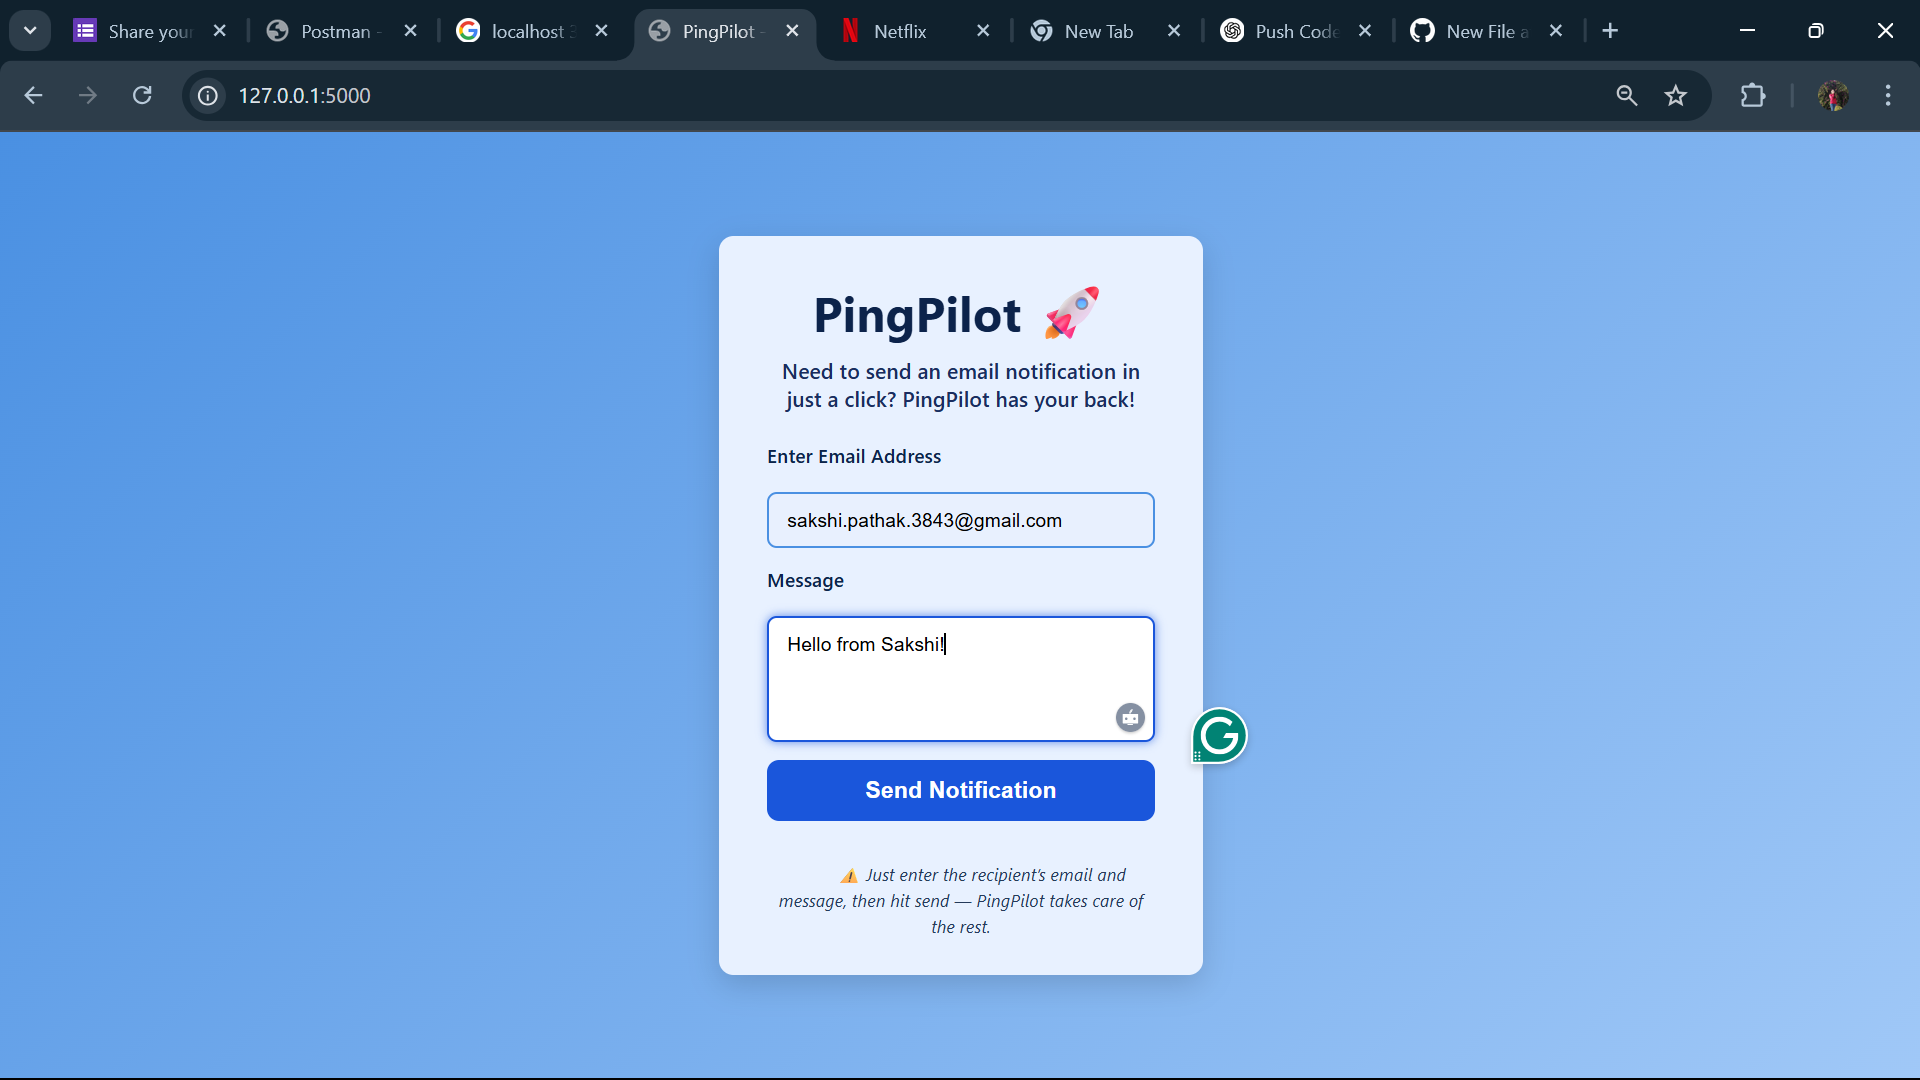 Share your
Postman -
localhost
PingPilot -
Netflix
New Tab
Push Code
New File a
127.0.0.1:5000
PingPilot 🚀
Need to send an email notification in
just a click? PingPilot has your back!
Enter Email Address
sakshi.pathak.3843@gmail.com
Message
Hello from Sakshi!
Send Notification
⚠️ Just enter the recipient's email and
message, then hit send — PingPilot takes care of
the rest.